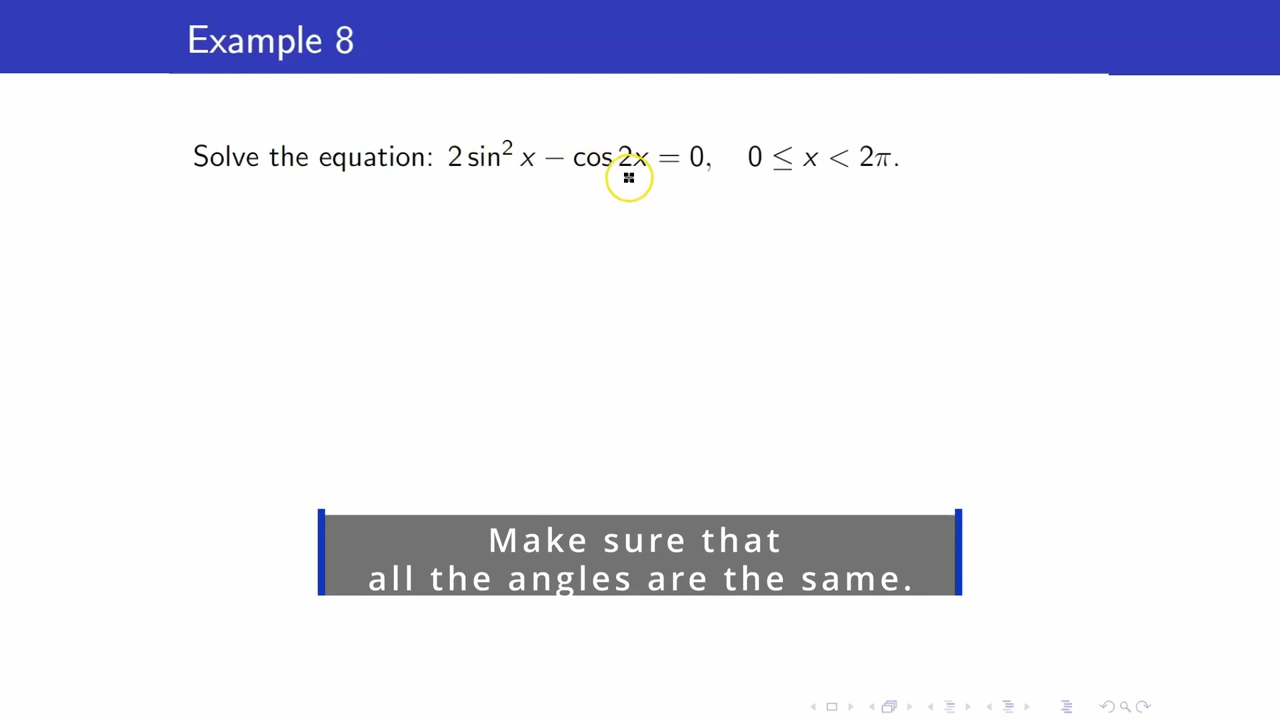 Example 8
Solve the equation: 2 sin² x − cos 2x = 0, 0 ≤ x < 2π.
Make sure that
all the angles are the same.